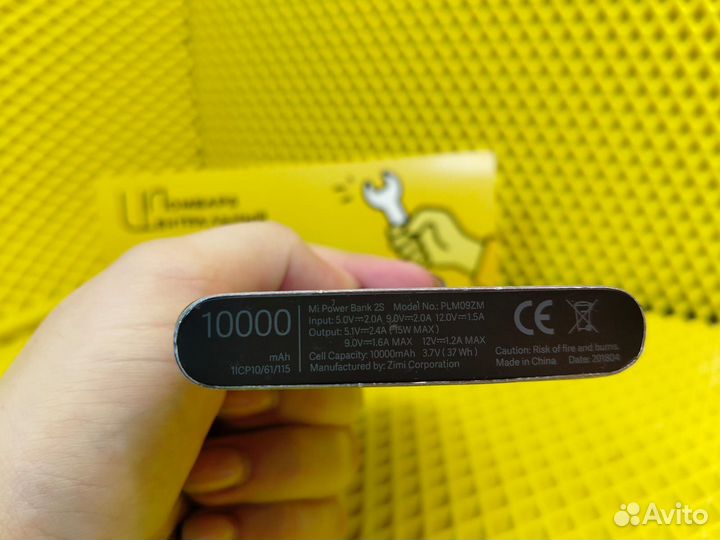 ЛОМБАРД
ЦЕНТРАЛЬНЫЙ
10000
mAh
1ICP10/61/115
Mi Power Bank 2S Model No.: PLM09ZM
Input: 5.0V⎓2.0A 9.0V⎓2.0A 12.0V⎓1.5A
Output: 5.1V⎓2.4A (15W MAX)
9.0V⎓1.6A MAX 12V⎓1.2A MAX
Cell Capacity: 10000mAh 3.7V (37 Wh)
Manufactured by: Zimi Corporation
CE
Caution: Risk of fire and burns.
Made in China. Date: 201804
Avito